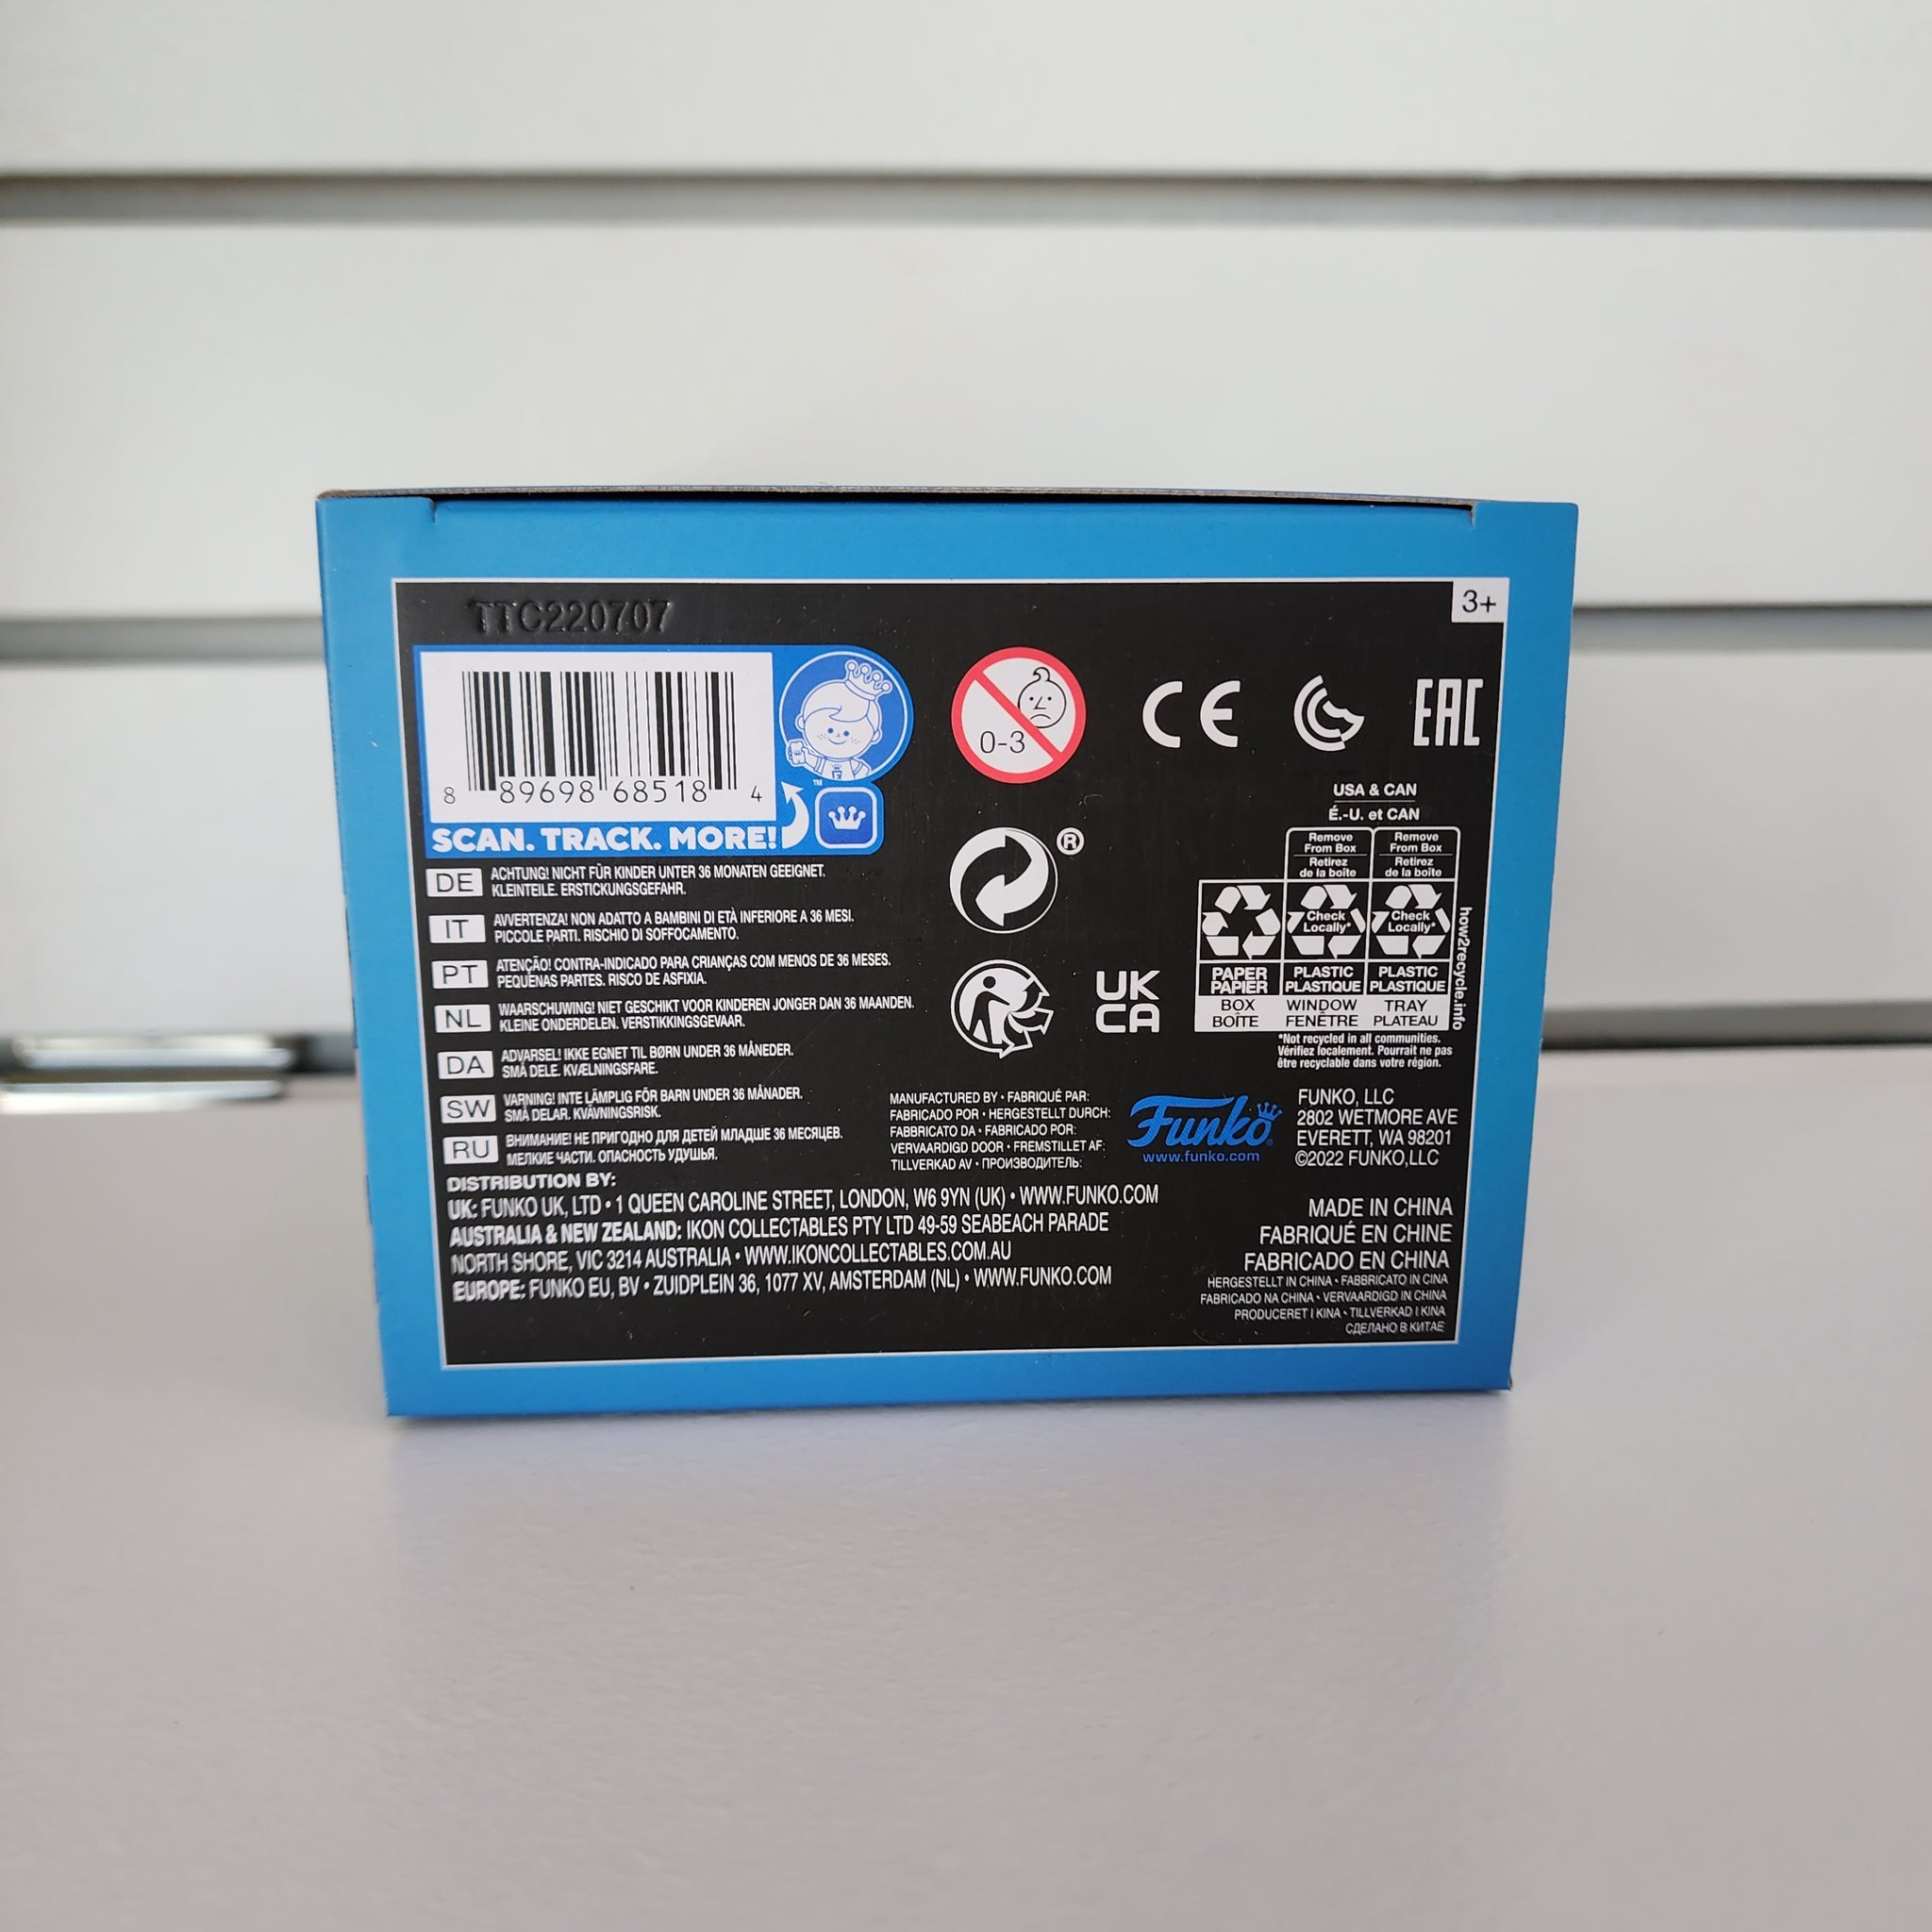 TTC220707
3+
8 89698 68518 4
™
SCAN. TRACK. MORE!
0-3
CE
EAC
DE ACHTUNG! NICHT FÜR KINDER UNTER 36 MONATEN GEEIGNET.
KLEINTEILE. ERSTICKUNGSGEFAHR.
IT AVVERTENZA! NON ADATTO A BAMBINI DI ETÀ INFERIORE A 36 MESI.
PICCOLE PARTI. RISCHIO DI SOFFOCAMENTO.
PT ATENÇÃO! CONTRA-INDICADO PARA CRIANÇAS COM MENOS DE 36 MESES.
PEQUENAS PARTES. RISCO DE ASFIXIA.
NL WAARSCHUWING! NIET GESCHIKT VOOR KINDEREN JONGER DAN 36 MAANDEN.
KLEINE ONDERDELEN. VERSTIKKINGSGEVAAR.
DA ADVARSEL! IKKE EGNET TIL BØRN UNDER 36 MÅNEDER.
SMÅ DELE. KVÆLNINGSFARE.
SW VARNING! INTE LÄMPLIG FÖR BARN UNDER 36 MÅNADER.
SMÅ DELAR. KVÄVNINGSRISK.
RU ВНИМАНИЕ! НЕ ПРИГОДНО ДЛЯ ДЕТЕЙ МЛАДШЕ 36 МЕСЯЦЕВ.
МЕЛКИЕ ЧАСТИ. ОПАСНОСТЬ УДУШЬЯ.
®
UK
CA
USA & CAN
É.-U. et CAN
Remove
From Box
Retirez
de la boîte
Remove
From Box
Retirez
de la boîte
Check
Locally*
Check
Locally*
PAPER
PAPIER
PLASTIC
PLASTIQUE
PLASTIC
PLASTIQUE
BOX
BOÎTE
WINDOW
FENÊTRE
TRAY
PLATEAU
how2recycle.info
*Not recycled in all communities.
Vérifiez localement. Pourrait ne pas
être recyclable dans votre région.
MANUFACTURED BY • FABRIQUÉ PAR:
FABRICADO POR • HERGESTELLT DURCH:
FABBRICATO DA • FABRICADO POR:
VERVAARDIGD DOOR • FREMSTILLET AF:
TILLVERKAD AV • ПРОИЗВОДИТЕЛЬ:
Funko
www.funko.com
FUNKO, LLC
2802 WETMORE AVE
EVERETT, WA 98201
©2022 FUNKO,LLC
DISTRIBUTION BY:
UK: FUNKO UK, LTD • 1 QUEEN CAROLINE STREET, LONDON, W6 9YN (UK) • WWW.FUNKO.COM
AUSTRALIA & NEW ZEALAND: IKON COLLECTABLES PTY LTD 49-59 SEABEACH PARADE
NORTH SHORE, VIC 3214 AUSTRALIA • WWW.IKONCOLLECTABLES.COM.AU
EUROPE: FUNKO EU, BV • ZUIDPLEIN 36, 1077 XV, AMSTERDAM (NL) • WWW.FUNKO.COM
MADE IN CHINA
FABRIQUÉ EN CHINE
FABRICADO EN CHINA
HERGESTELLT IN CHINA • FABBRICATO IN CINA
FABRICADO NA CHINA • VERVAARDIGD IN CHINA
PRODUCERET I KINA • TILLVERKAD I KINA
СДЕЛАНО В КИТАЕ